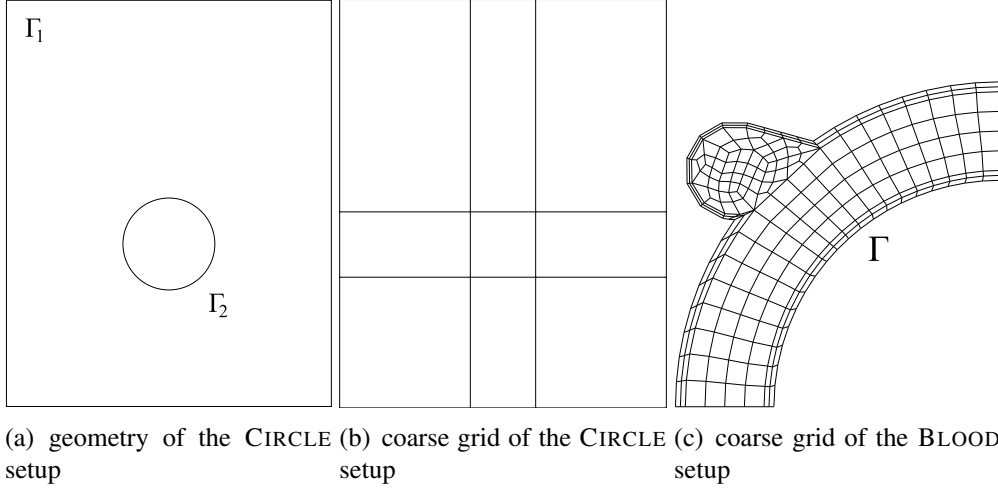 Γ1
Γ2
Γ
(a) geometry of the CIRCLE
setup
(b) coarse grid of the CIRCLE
setup
(c) coarse grid of the BLOOD
setup